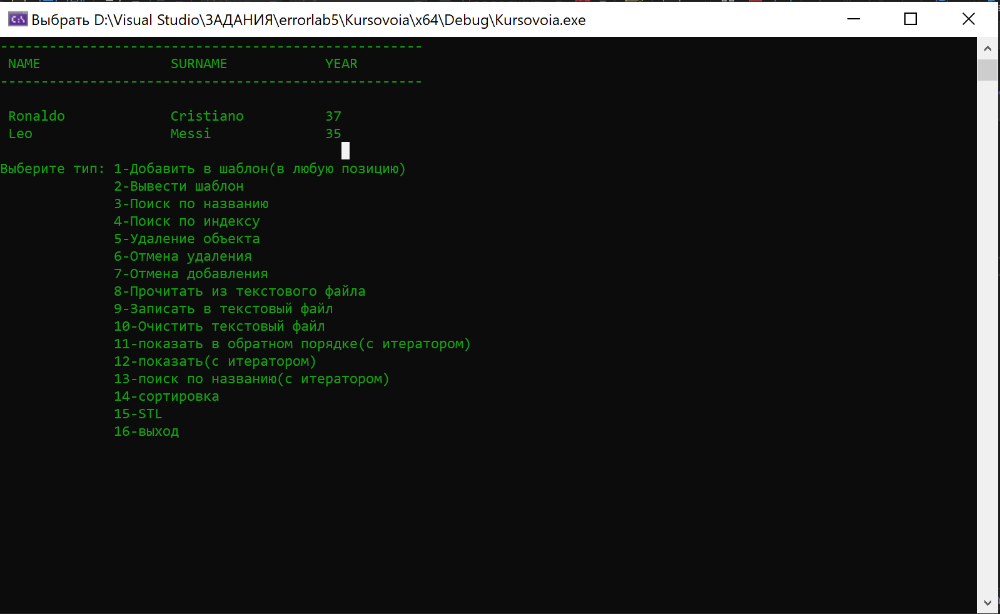 Выбрать D:\Visual Studio\ЗАДАНИЯ\errorlab5\Kursovoia\x64\Debug\Kursovoia.exe
----------------------------------------------------
NAME SURNAME YEAR
----------------------------------------------------
Ronaldo Cristiano 37
Leo Messi 35
Выберите тип: 1-Добавить в шаблон(в любую позицию)
2-Вывести шаблон
3-Поиск по названию
4-Поиск по индексу
5-Удаление объекта
6-Отмена удаления
7-Отмена добавления
8-Прочитать из текстового файла
9-Записать в текстовый файл
10-Очистить текстовый файл
11-показать в обратном порядке(с итератором)
12-показать(с итератором)
13-поиск по названию(с итератором)
14-сортировка
15-STL
16-выход